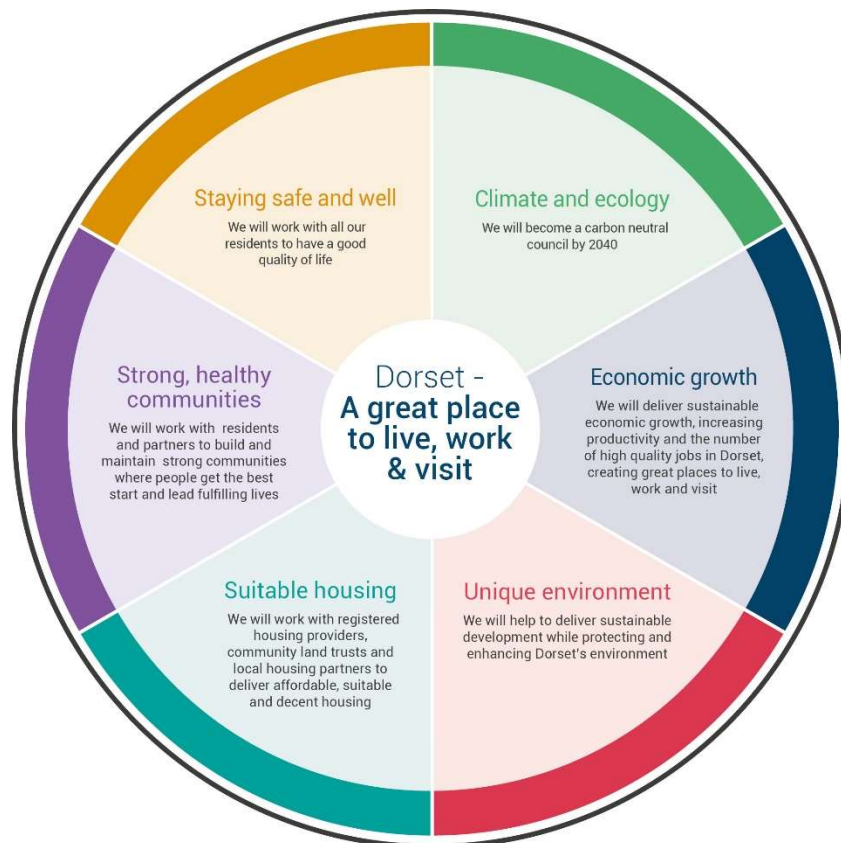 Staying safe and well
We will work with all our
residents to have a good
quality of life
Climate and ecology
We will become a carbon neutral
council by 2040
Strong, healthy
communities
We will work with residents
and partners to build and
maintain strong communities
where people get the best
start and lead fulfilling lives
Dorset -
A great place
to live, work
& visit
Economic growth
We will deliver sustainable
economic growth, increasing
productivity and the number
of high quality jobs in Dorset,
creating great places to live,
work and visit
Suitable housing
We will work with registered
housing providers,
community land trusts and
local housing partners to
deliver affordable, suitable
and decent housing
Unique environment
We will help to deliver sustainable
development while protecting and
enhancing Dorset's environment